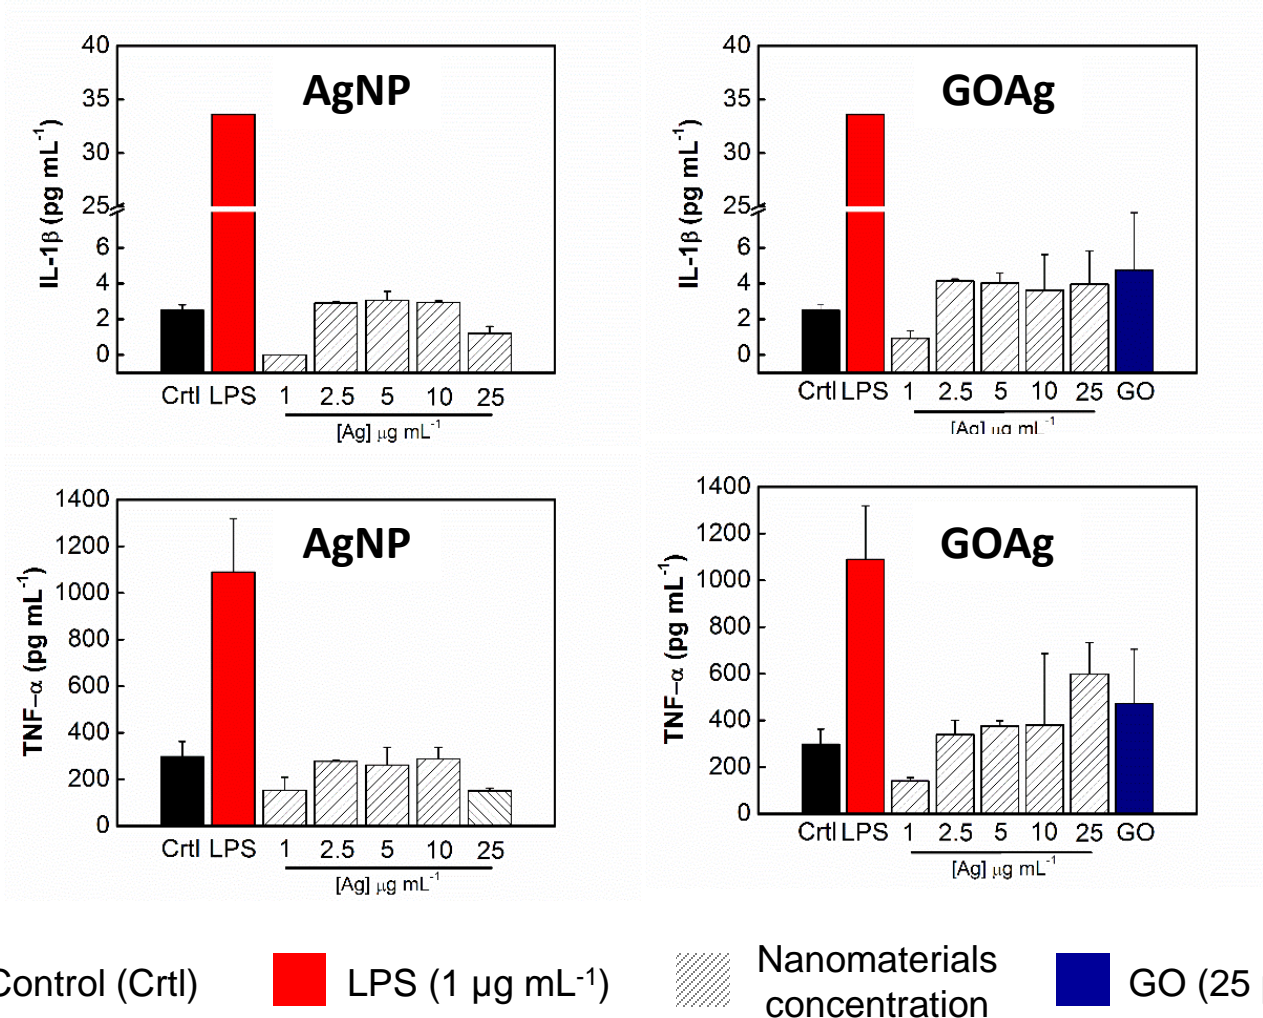 AgNP
IL-1β (pg mL-1)
40
35
30
25
6
4
2
0
Crtl LPS 1 2.5 5 10 25
[Ag] µg mL-1
GOAg
IL-1β (pg mL-1)
40
35
30
25
6
4
2
0
Crtl LPS 1 2.5 5 10 25 GO
[Ag] µg mL-1
AgNP
TNF–α (pg mL-1)
1400
1200
1000
800
600
400
200
0
Crtl LPS 1 2.5 5 10 25
[Ag] µg mL-1
GOAg
TNF–α (pg mL-1)
1400
1200
1000
800
600
400
200
0
Crtl LPS 1 2.5 5 10 25 GO
[Ag] µg mL-1
Control (Crtl)
LPS (1 µg mL-1)
Nanomaterials
concentration
GO (25